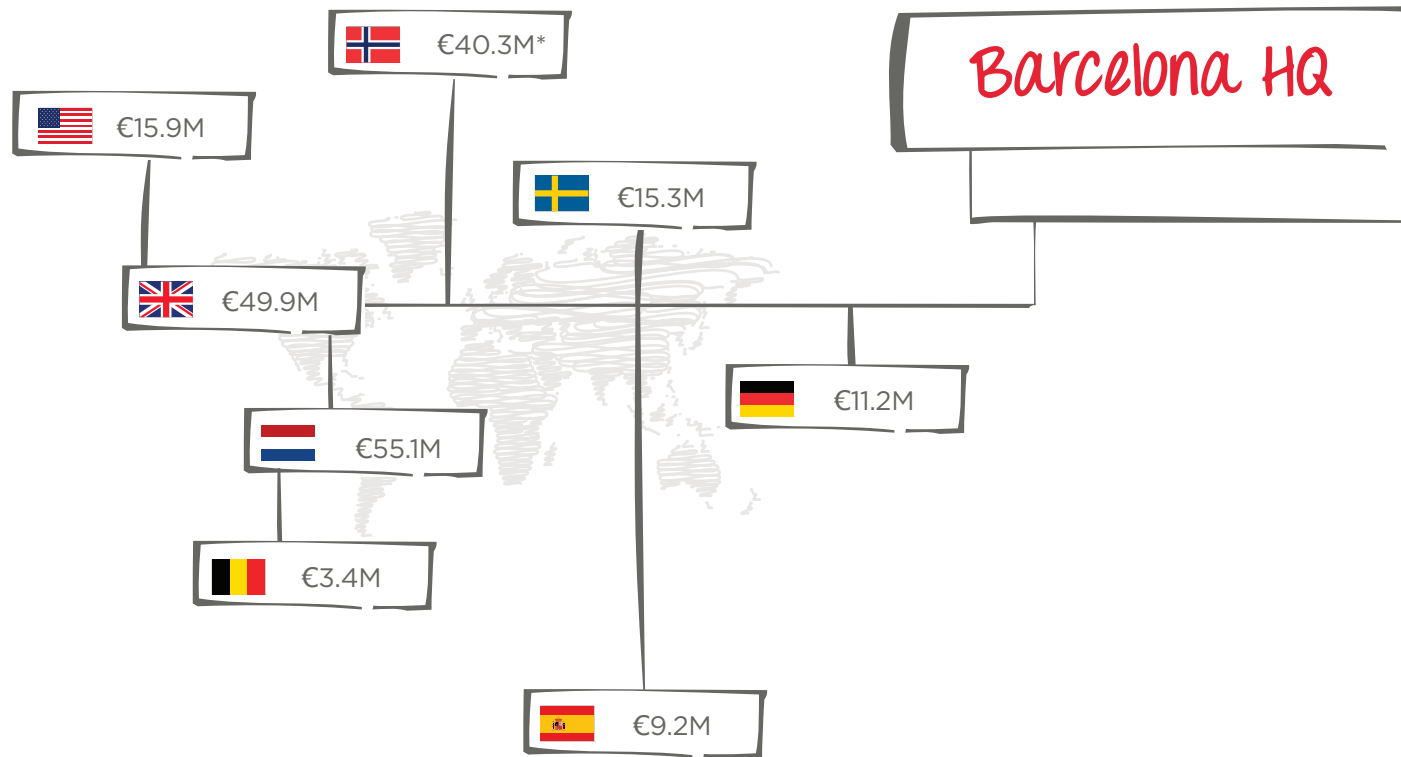 €40.3M*
Barcelona HQ
€15.9M
€15.3M
€49.9M
€11.2M
€55.1M
€3.4M
€9.2M